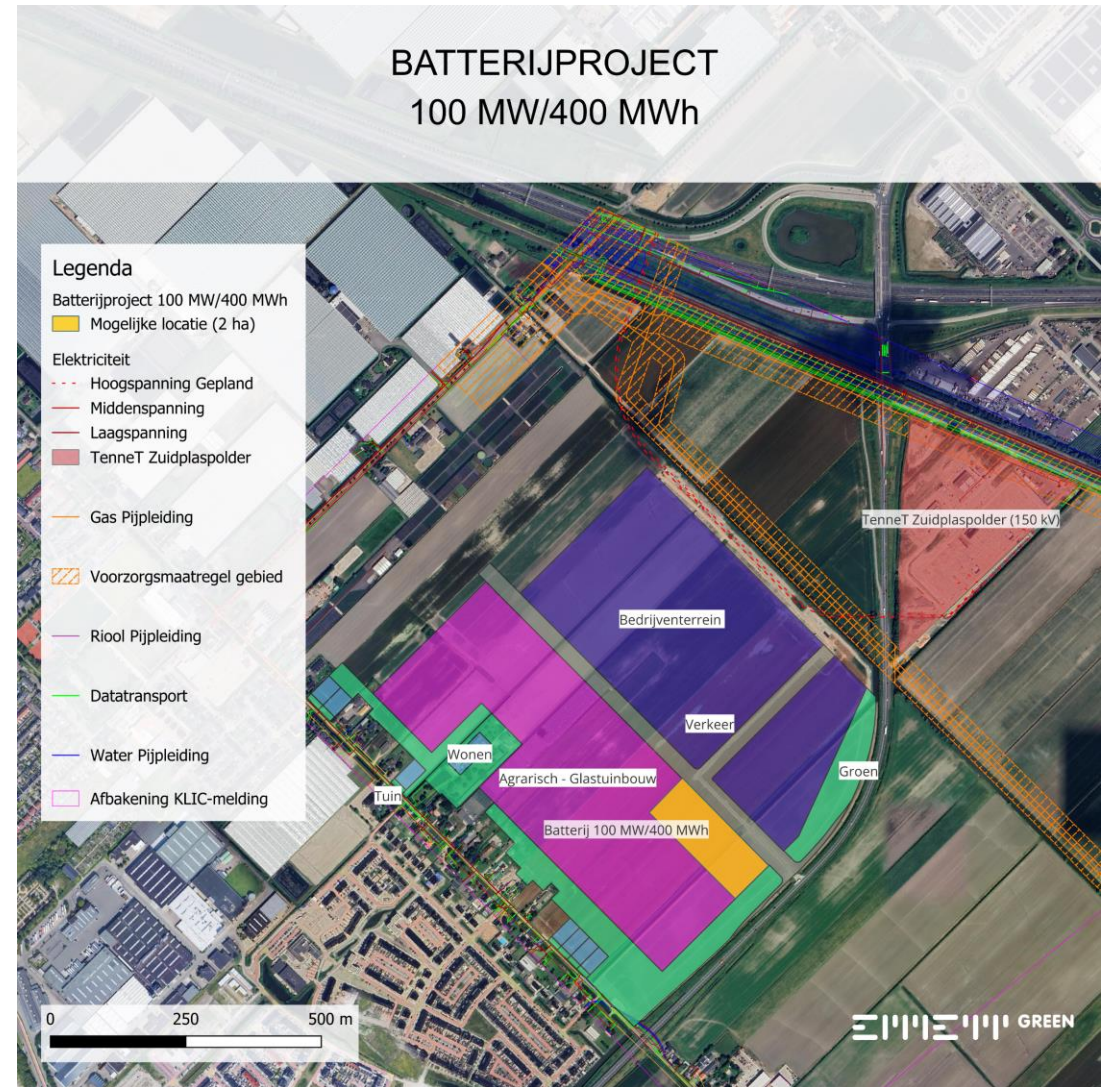 BATTERIJPROJECT
100 MW/400 MWh
Legenda
Batterijproject 100 MW/400 MWh
Mogelijke locatie (2 ha)
Elektriciteit
Hoogspanning Gepland
Middenspanning
Laagspanning
TenneT Zuidplaspolder
Gas Pijpleiding
Voorzorgsmaatregel gebied
Riool Pijpleiding
Datatransport
Water Pijpleiding
Afbakening KLIC-melding
TenneT Zuidplaspolder (150 kV)
Bedrijventerrein
Verkeer
Wonen
Agrarisch - Glastuinbouw
Groen
Tuin
Batterij 100 MW/400 MWh
0 250 500 m
EMMETT GREEN